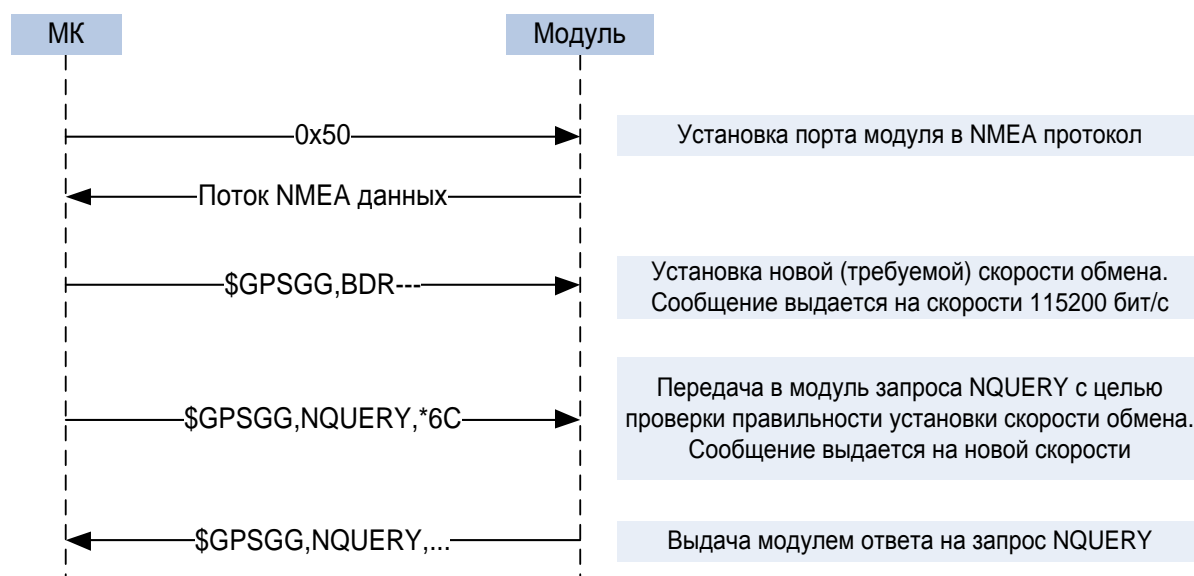 МК
Модуль
0x50
Установка порта модуля в NMEA протокол
Поток NMEA данных
$GPSGG,BDR---
Установка новой (требуемой) скорости обмена.
Сообщение выдается на скорости 115200 бит/с
$GPSGG,NQUERY,*6C
Передача в модуль запроса NQUERY с целью
проверки правильности установки скорости обмена.
Сообщение выдается на новой скорости
$GPSGG,NQUERY,...
Выдача модулем ответа на запрос NQUERY